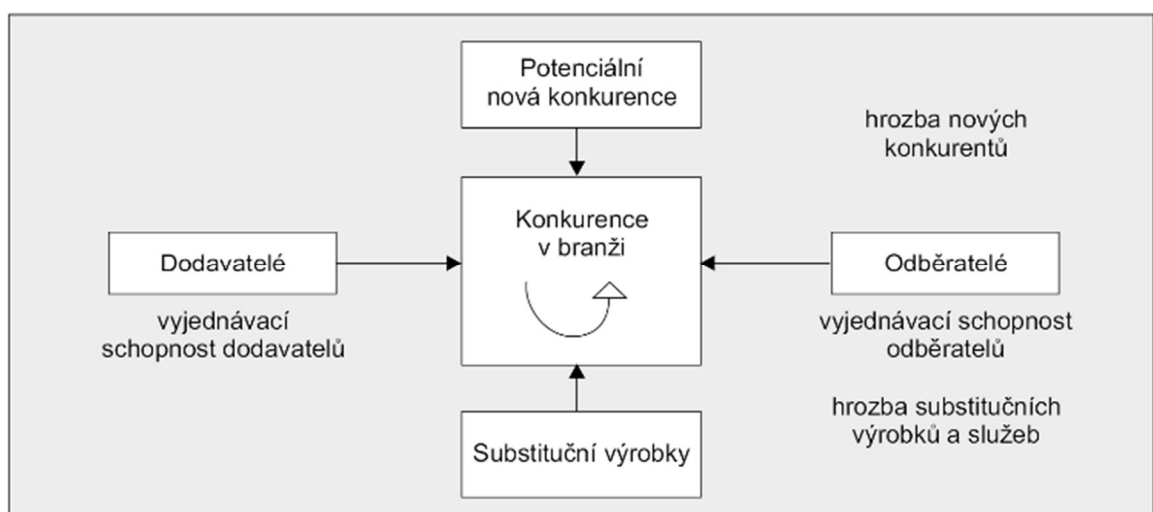 Potenciální
nová konkurence
hrozba nových
konkurentů
Konkurence
v branži
Dodavatelé
Odběratelé
vyjednávací
schopnost dodavatelů
vyjednávací schopnost
odběratelů
hrozba substitučních
výrobků a služeb
Substituční výrobky